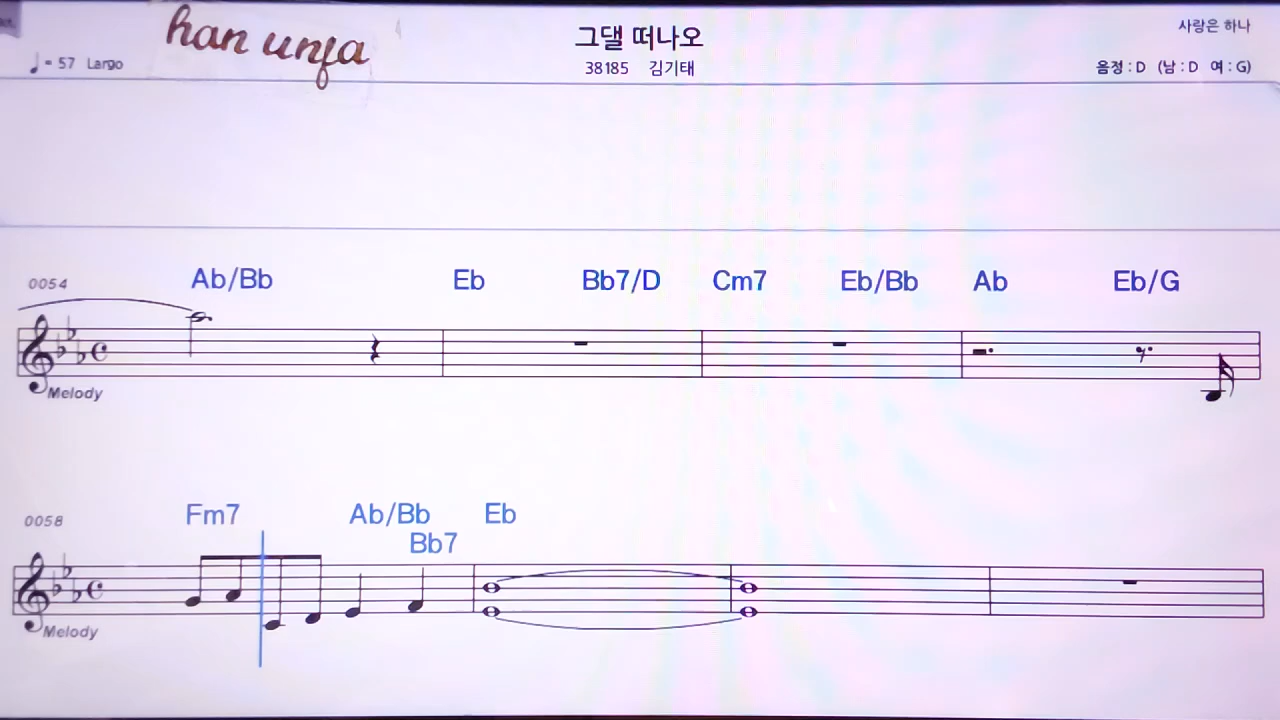 han unfa
그댈 떠나오
사랑은 하나
♩= 57 Largo
38185 김기태
음정 : D (남 : D 여 : G)
0054 Ab/Bb Eb Bb7/D Cm7 Eb/Bb Ab Eb/G
Melody
0058 Fm7 Ab/Bb Eb
Bb7
Melody